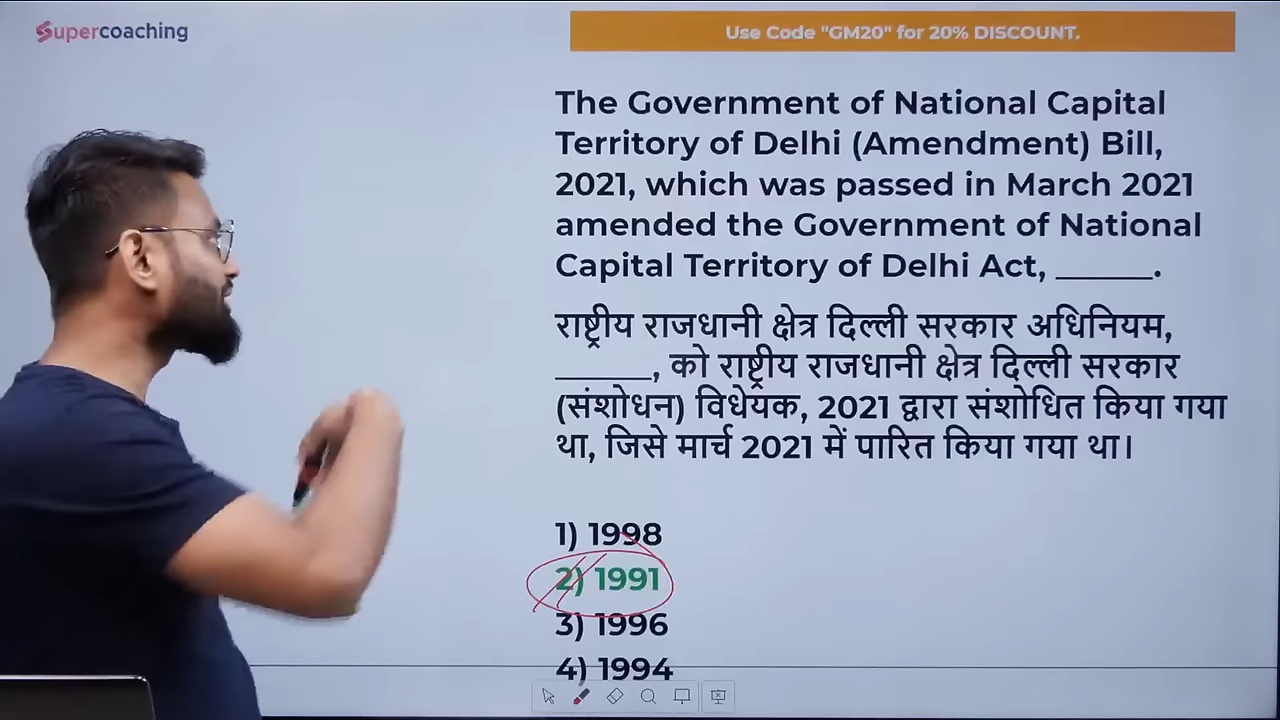 Supercoaching
Use Code "GM20" for 20% DISCOUNT.
The Government of National Capital
Territory of Delhi (Amendment) Bill,
2021, which was passed in March 2021
amended the Government of National
Capital Territory of Delhi Act, ______.
राष्ट्रीय राजधानी क्षेत्र दिल्ली सरकार अधिनियम,
______, को राष्ट्रीय राजधानी क्षेत्र दिल्ली सरकार
(संशोधन) विधेयक, 2021 द्वारा संशोधित किया गया
था, जिसे मार्च 2021 में पारित किया गया था।
1) 1998
2) 1991
3) 1996
4) 1994